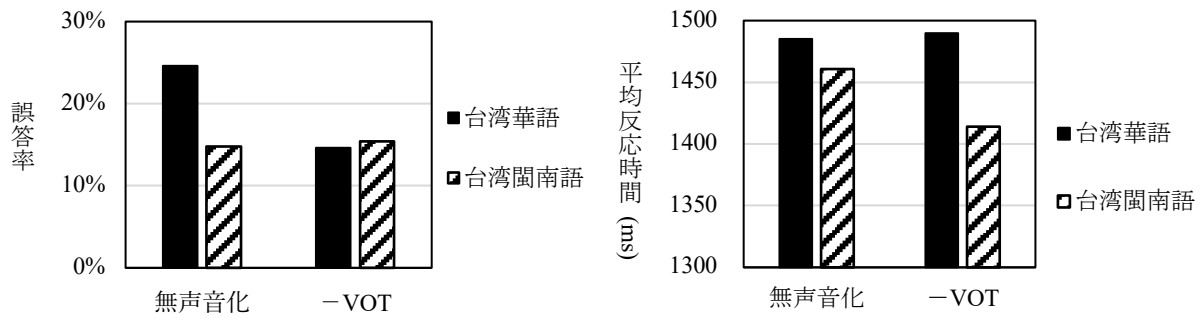 30%
20%
10%
0%
誤答率
無声音化
－VOT
■台湾華語
台湾閩南語
1500
1450
1400
1350
1300
平均反応時間 (ms)
無声音化
－VOT
台湾華語
台湾閩南語